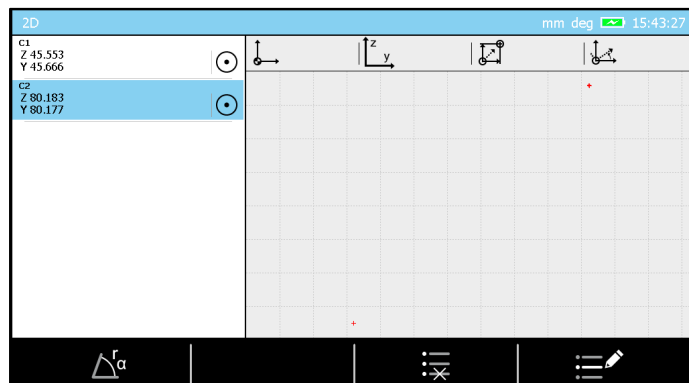 2D
mm deg 15:43:27
C1
Z 45.553
Y 45.666
C2
Z 80.183
Y 80.177
z
y
r
α